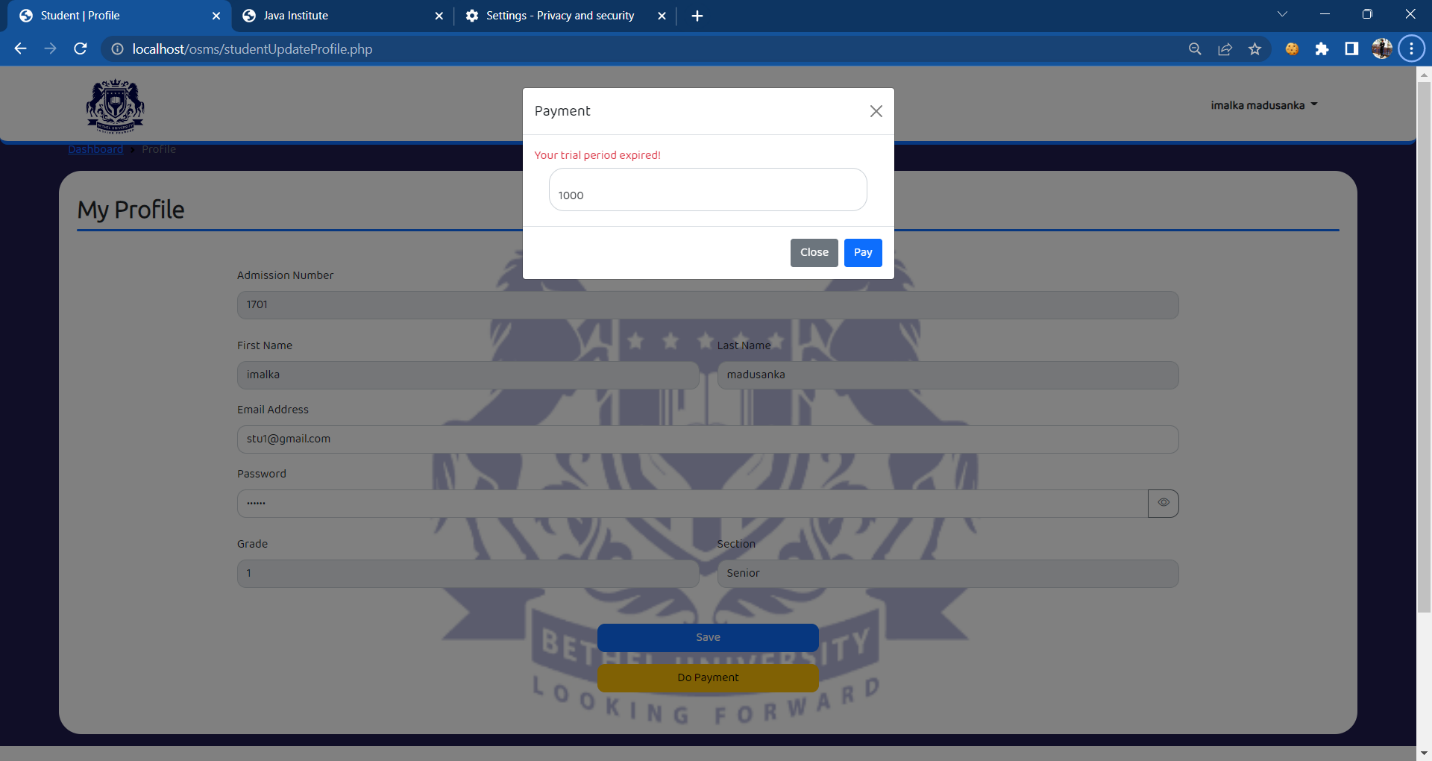 Student | Profile
Java Institute
Settings - Privacy and security
localhost/osms/studentUpdateProfile.php
imalka madusanka
Dashboard
Profile
Payment
Your trial period expired!
1000
Close
Pay
My Profile
Admission Number
1701
First Name
Last Name
imalka
madusanka
Email Address
stu1@gmail.com
Password
••••••
Grade
Section
1
Senior
Save
BETHEL UNIVERSITY
Do Payment
LOOKING FORWARD